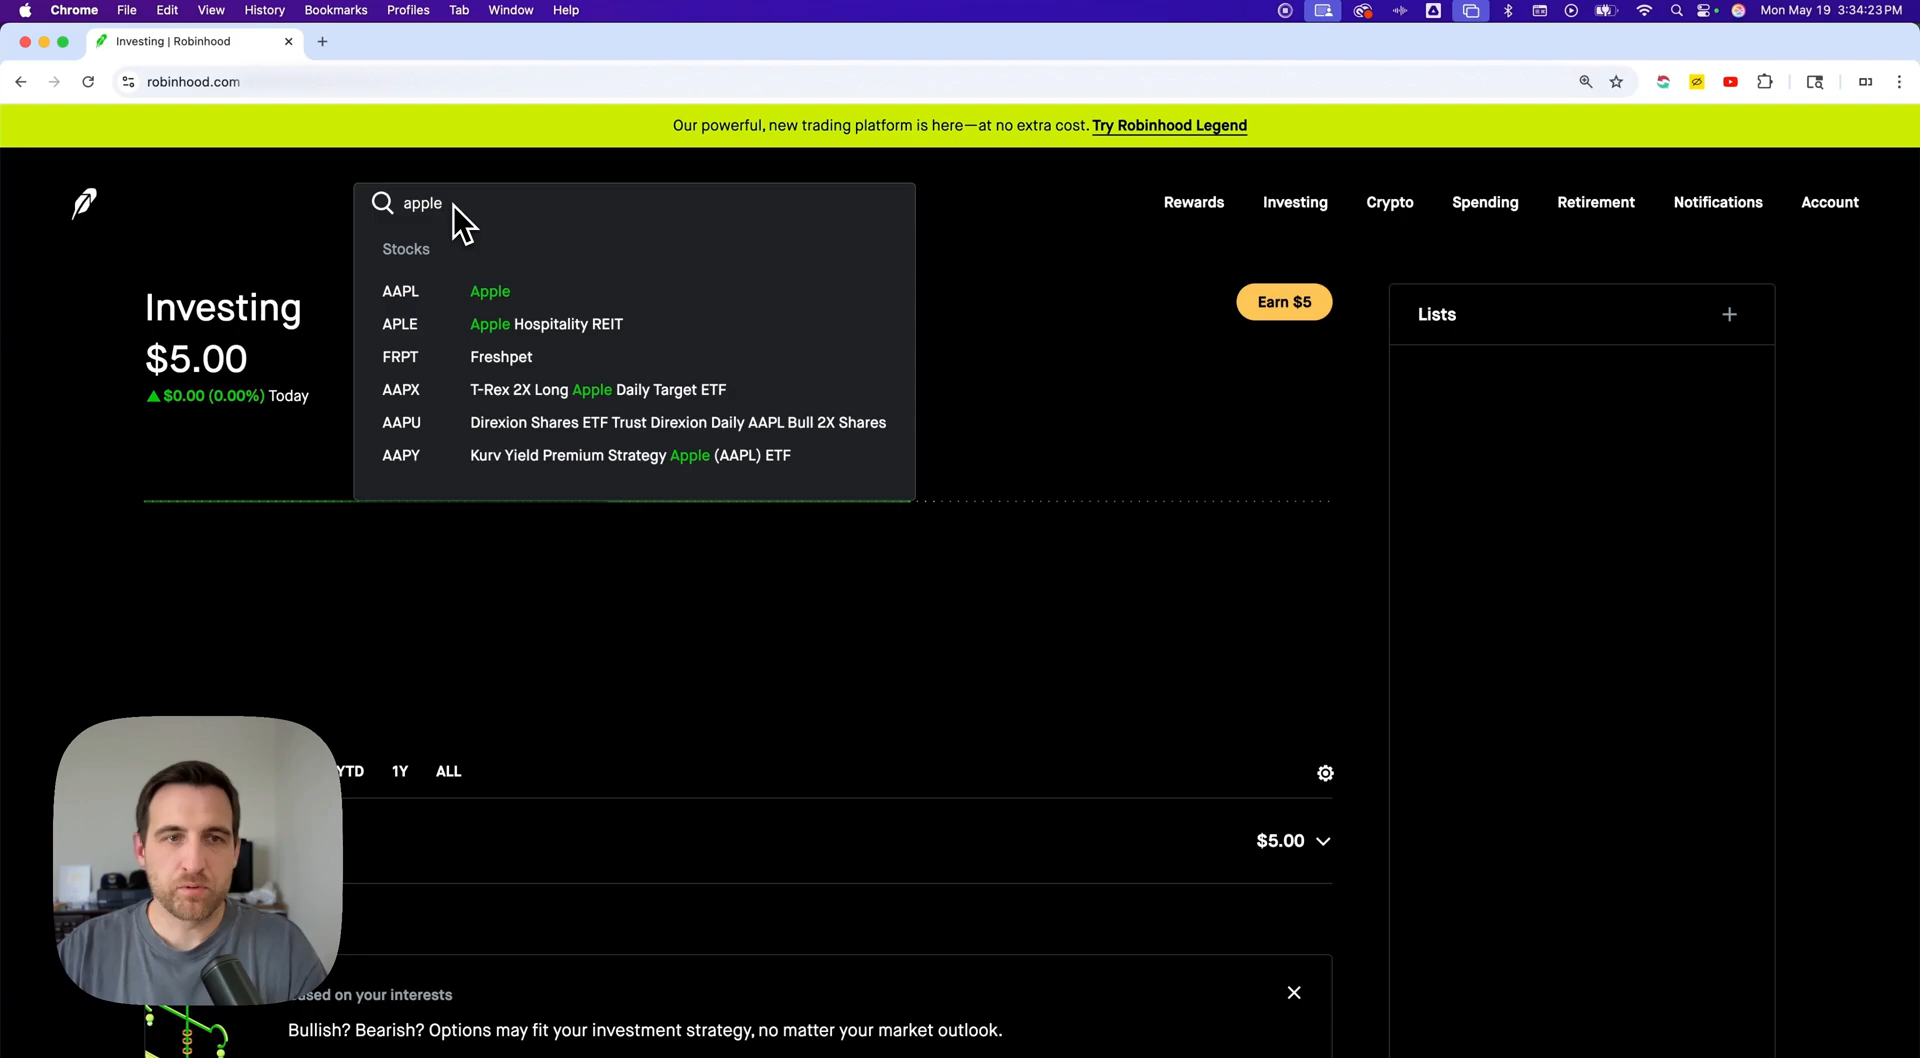 Chrome File Edit View History Bookmarks Profiles Tab Window Help Mon May 19 3:34:23 PM
Investing | Robinhood
robinhood.com
Our powerful, new trading platform is here—at no extra cost. Try Robinhood Legend
apple
Rewards Investing Crypto Spending Retirement Notifications Account
Stocks
AAPL Apple
APLE Apple Hospitality REIT
FRPT Freshpet
AAPX T-Rex 2X Long Apple Daily Target ETF
AAPU Direxion Shares ETF Trust Direxion Daily AAPL Bull 2X Shares
AAPY Kurv Yield Premium Strategy Apple (AAPL) ETF
Investing
$5.00
$0.00 (0.00%) Today
Earn $5
Lists
YTD 1Y ALL
$5.00
ased on your interests
Bullish? Bearish? Options may fit your investment strategy, no matter your market outlook.